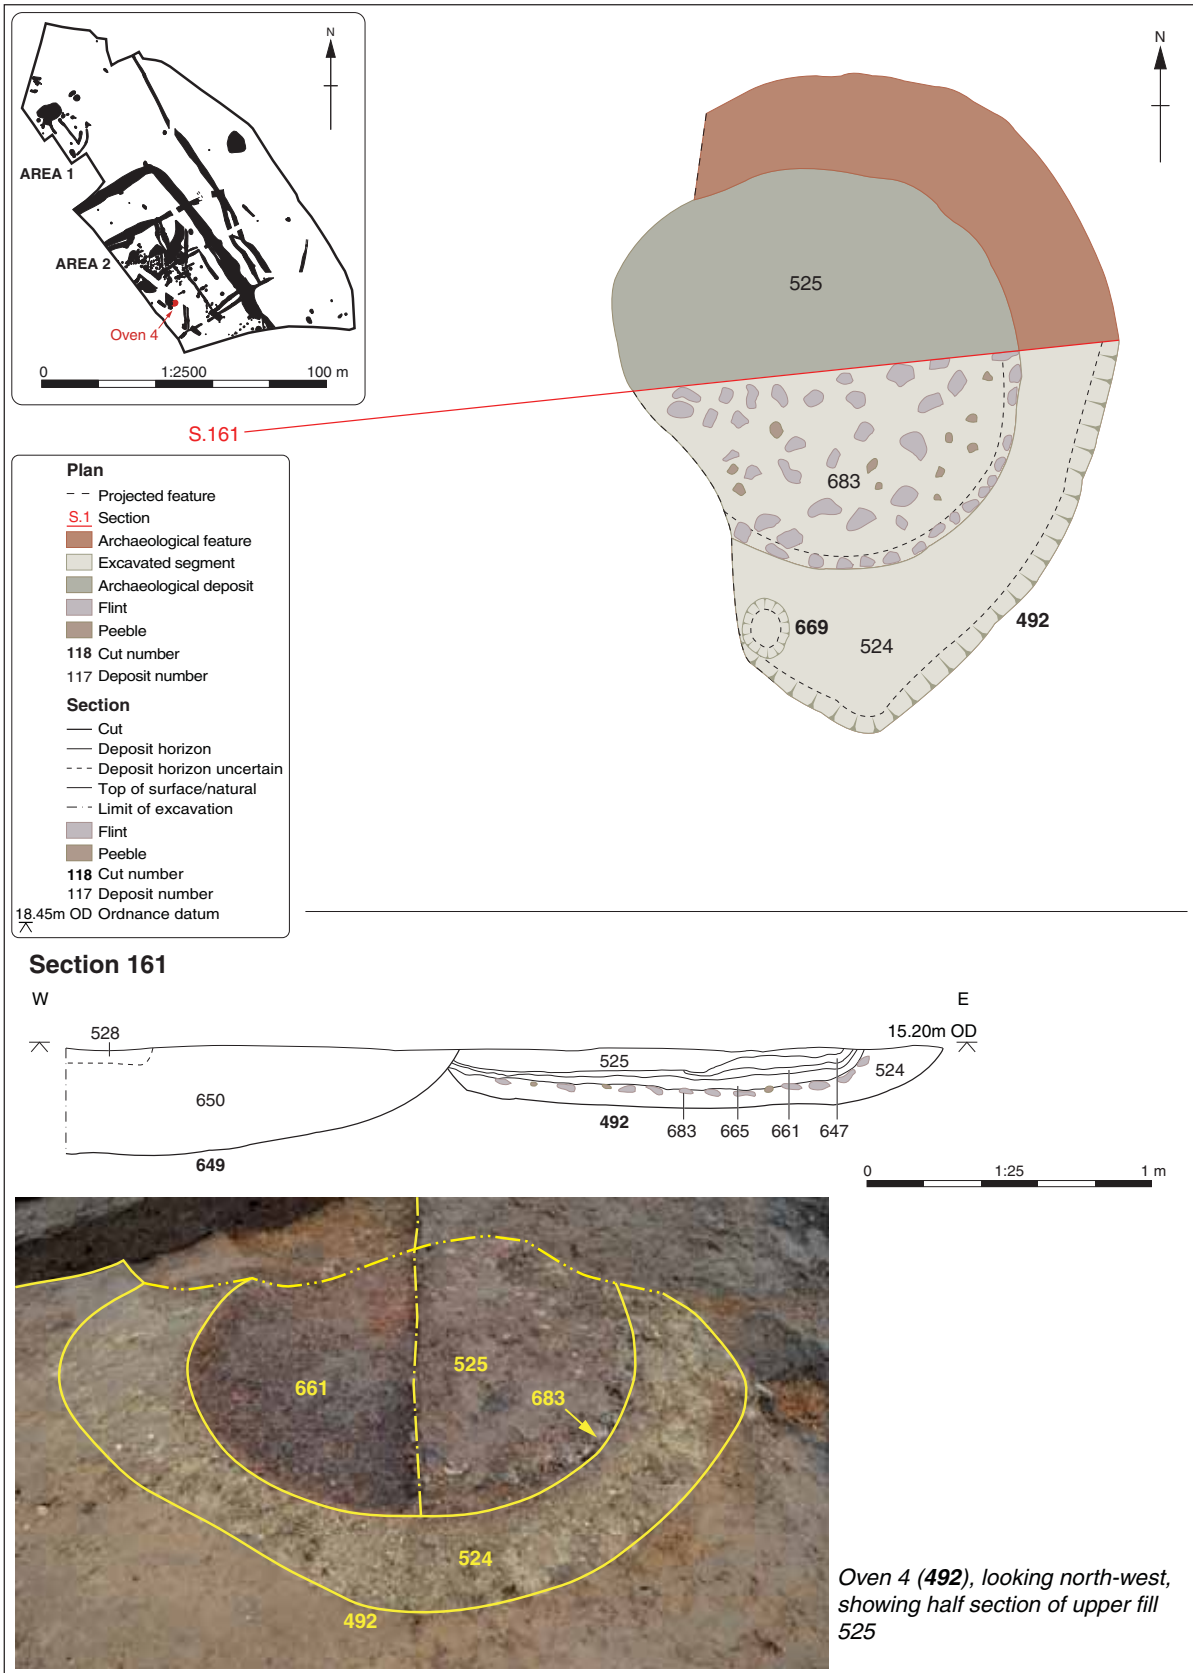 N
AREA 1
AREA 2
Oven 4
0 1:2500 100 m
N
525
S.161
683
669
524
492
Plan
Projected feature
S.1 Section
Archaeological feature
Excavated segment
Archaeological deposit
Flint
Peeble
118 Cut number
117 Deposit number
Section
Cut
Deposit horizon
Deposit horizon uncertain
Top of surface/natural
Limit of excavation
Flint
Peeble
118 Cut number
117 Deposit number
18.45m OD Ordnance datum
Section 161
W E
528 15.20m OD
525
524
650
492 683 665 661 647
649
0 1:25 1 m
525
661
683
524
492
Oven 4 (492), looking north-west,
showing half section of upper fill
525